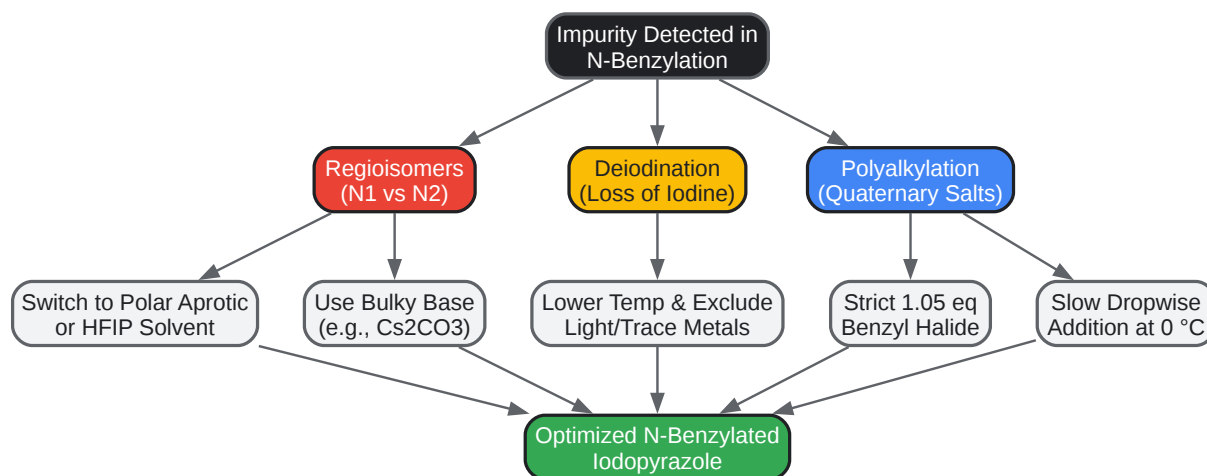 Impurity Detected in
N-Benzylation
Regioisomers
(N1 vs N2)
Deiodination
(Loss of Iodine)
Polyalkylation
(Quaternary Salts)
Switch to Polar Aprotic
or HFIP Solvent
Use Bulky Base
(e.g., Cs2CO3)
Lower Temp & Exclude
Light/Trace Metals
Strict 1.05 eq
Benzyl Halide
Slow Dropwise
Addition at 0 °C
Optimized N-Benzylated
Iodopyrazole